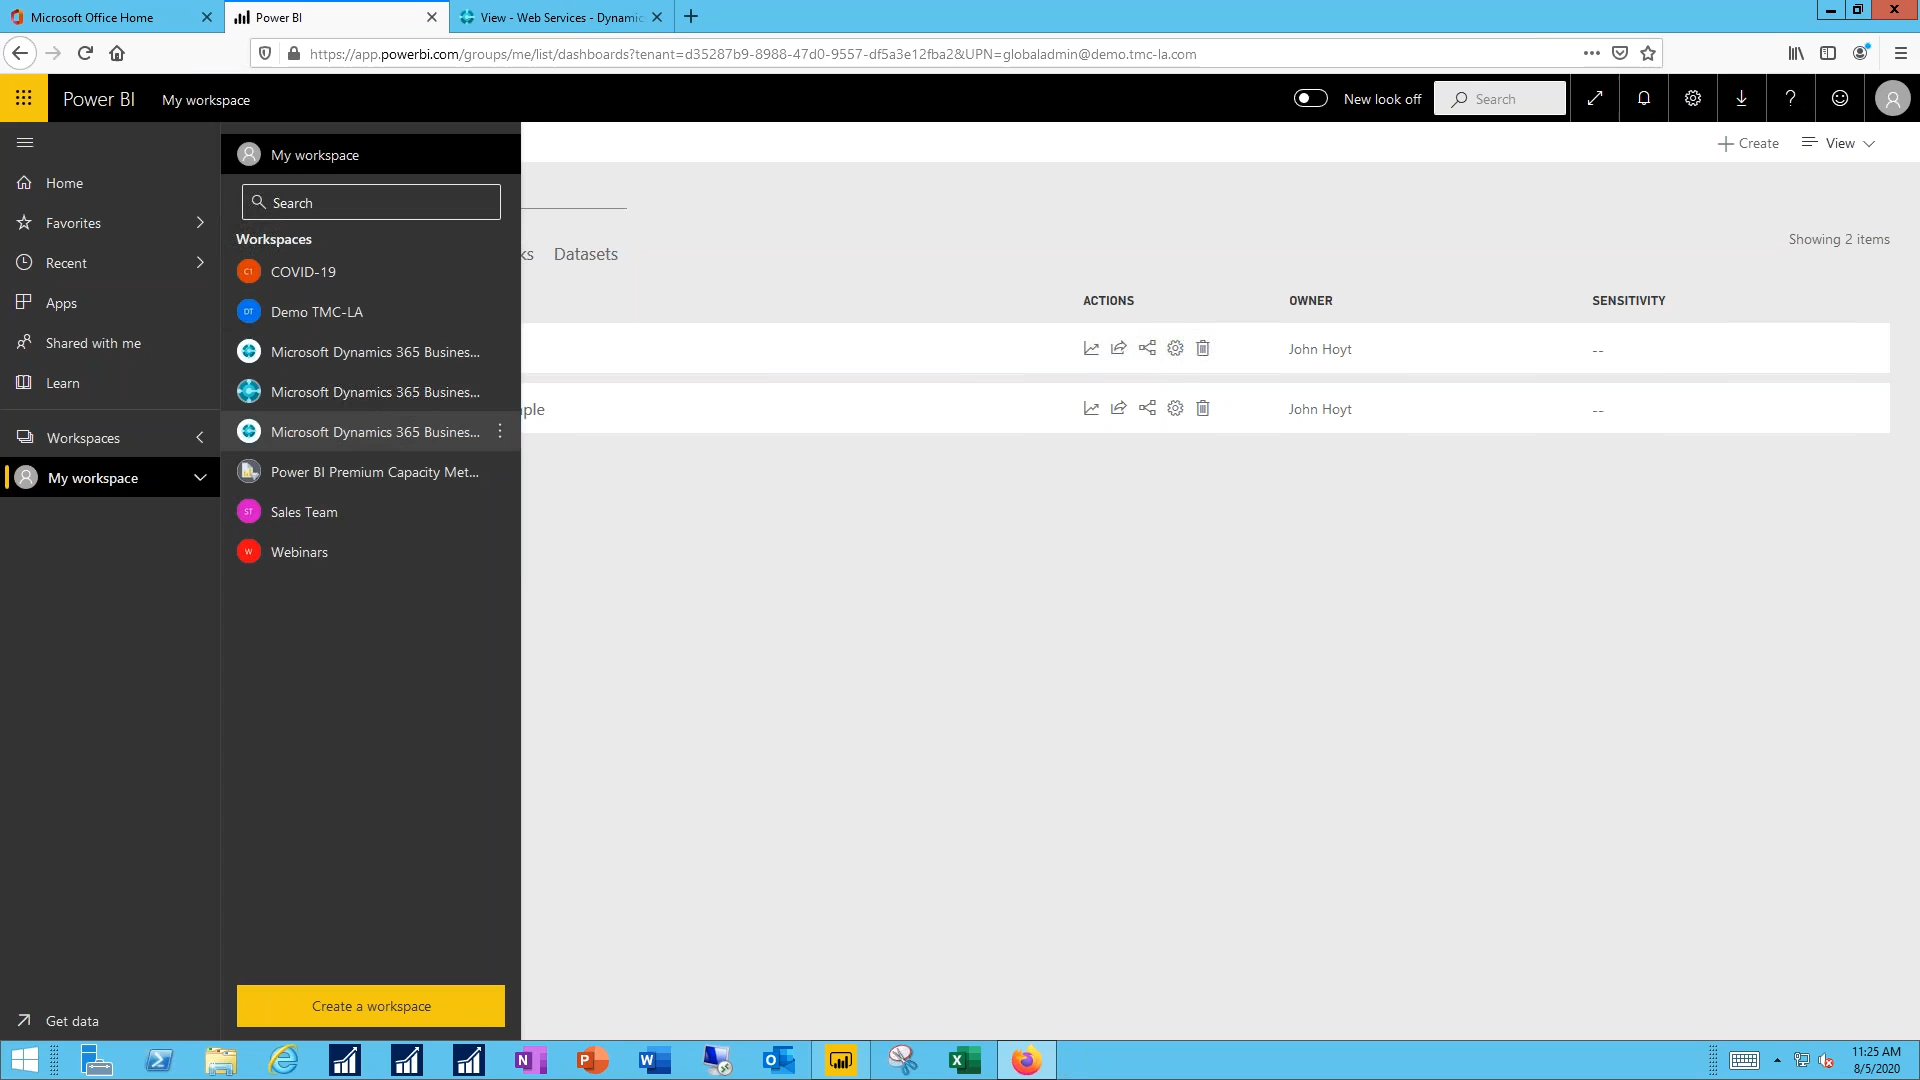 Microsoft Office Home
Power BI
View - Web Services - Dynamic
https://app.powerbi.com/groups/me/list/dashboards?tenant=d35287b9-8988-47d0-9557-df5a3e12fba2&UPN=globaladmin@demo.tmc-la.com
Power BI
My workspace
New look off
Search
My workspace
Create
View
Home
Search
Favorites
Workspaces
Showing 2 items
ks
Datasets
Recent
C1
COVID-19
Apps
DT
Demo TMC-LA
ACTIONS
OWNER
SENSITIVITY
Shared with me
Microsoft Dynamics 365 Busines...
John Hoyt
--
Learn
Microsoft Dynamics 365 Busines...
ple
John Hoyt
--
Workspaces
Microsoft Dynamics 365 Busines...
My workspace
Power BI Premium Capacity Met...
ST
Sales Team
W
Webinars
Create a workspace
Get data
11:25 AM
8/5/2020